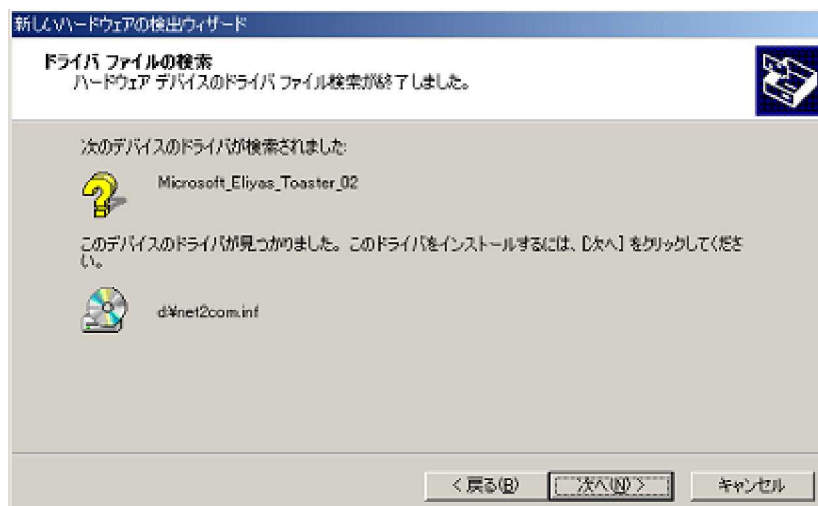 新しいハードウェアの検出ウィザード
ドライバ ファイルの検索
ハードウェア デバイスのドライバ ファイル検索が終了しました。
次のデバイスのドライバが検索されました:
Microsoft_Eliyas_Toaster_02
このデバイスのドライバが見つかりました。このドライバをインストールするには、[次へ] をクリックしてくださ
い。
d¥net2com.inf
< 戻る(B)
次へ(N) >
キャンセル